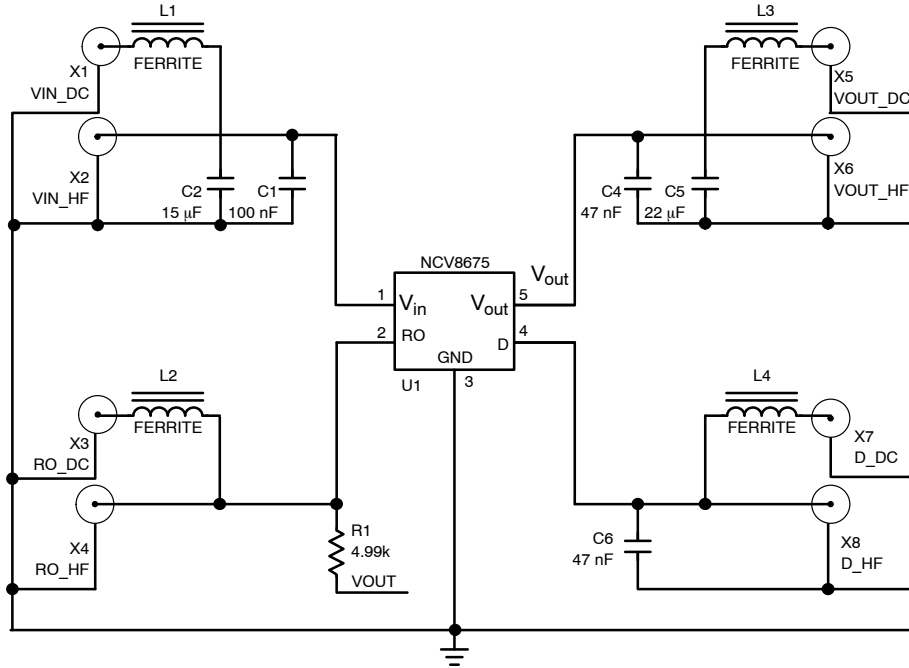 L1
FERRITE
X1
VIN_DC
X2
VIN_HF
C2
15 μF
C1
100 nF
L3
FERRITE
X5
VOUT_DC
X6
VOUT_HF
C4
47 nF
C5
22 μF
NCV8675
Vout
1
Vin
Vout
5
2
RO
D
4
GND
U1
3
L2
FERRITE
X3
RO_DC
X4
RO_HF
R1
4.99k
VOUT
L4
FERRITE
X7
D_DC
X8
D_HF
C6
47 nF